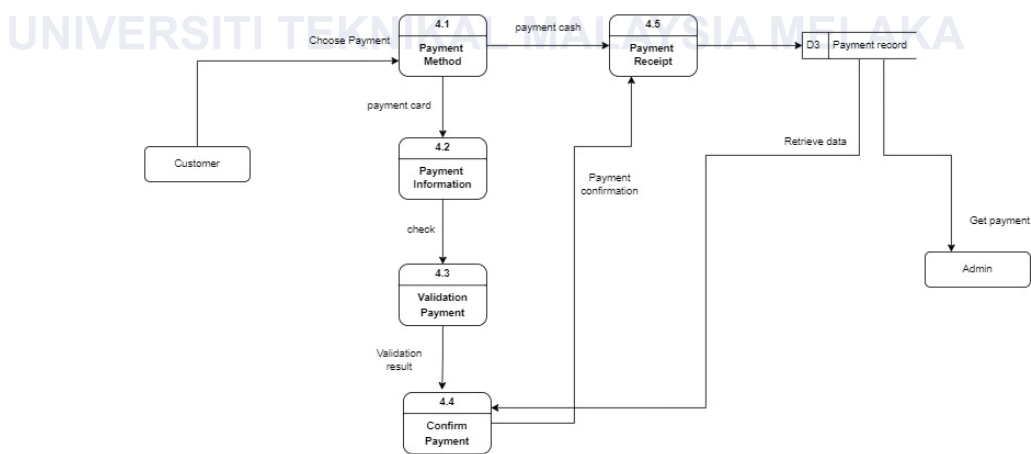 UNIVERSITI TEKNIKAL MALAYSIA MELAKA
4.1
Payment
Method
Choose Payment
payment cash
4.5
Payment
Receipt
D3 Payment record
payment card
4.2
Payment
Information
Customer
Retrieve data
Payment
confirmation
check
Get payment
Admin
4.3
Validation
Payment
Validation
result
4.4
Confirm
Payment